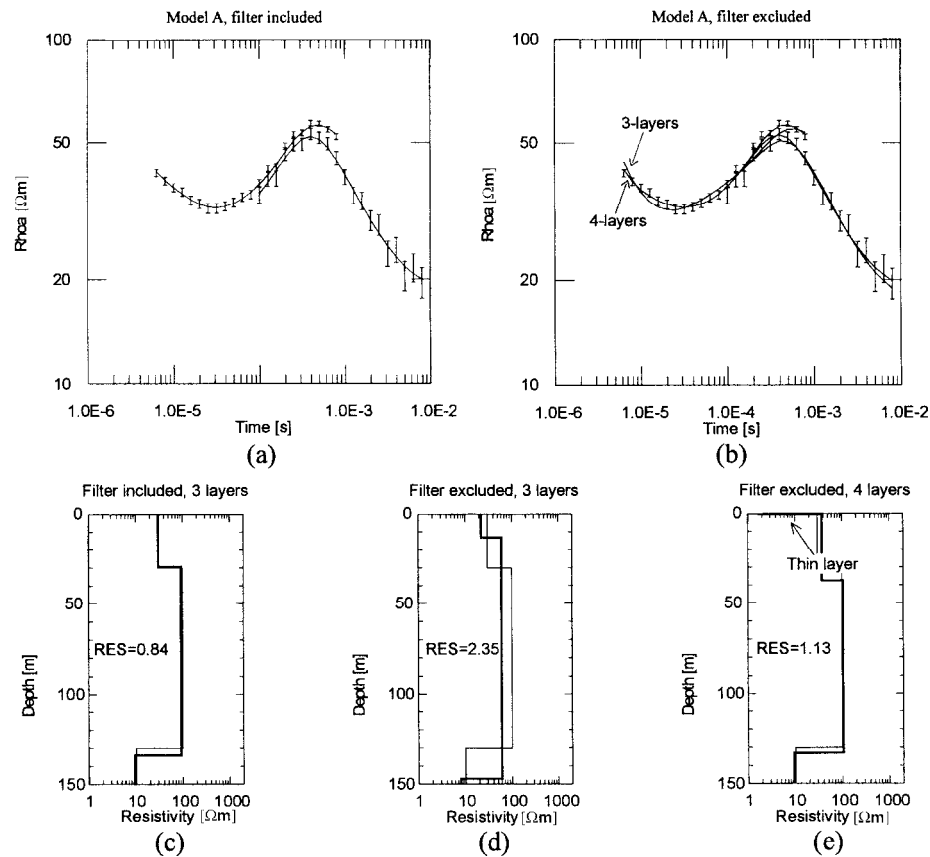 Model A, filter included
100
50
20
10
Rhoa [Ωm]
1.0E-6
1.0E-5
1.0E-3
1.0E-2
Time [s]
(a)
Model A, filter excluded
100
50
20
10
Rhoa [Ωm]
3-layers
4-layers
1.0E-6
1.0E-5
1.0E-4
1.0E-3
1.0E-2
Time [s]
(b)
Filter included, 3 layers
0
50
100
150
Depth [m]
RES=0.84
1
10
100
1000
Resistivity [Ωm]
(c)
Filter excluded, 3 layers
0
50
100
150
Depth [m]
RES=2.35
1
10
100
1000
Resistivity [Ωm]
(d)
Filter excluded, 4 layers
0
50
100
150
Depth [m]
Thin layer
RES=1.13
1
10
100
1000
Resistivity [Ωm]
(e)